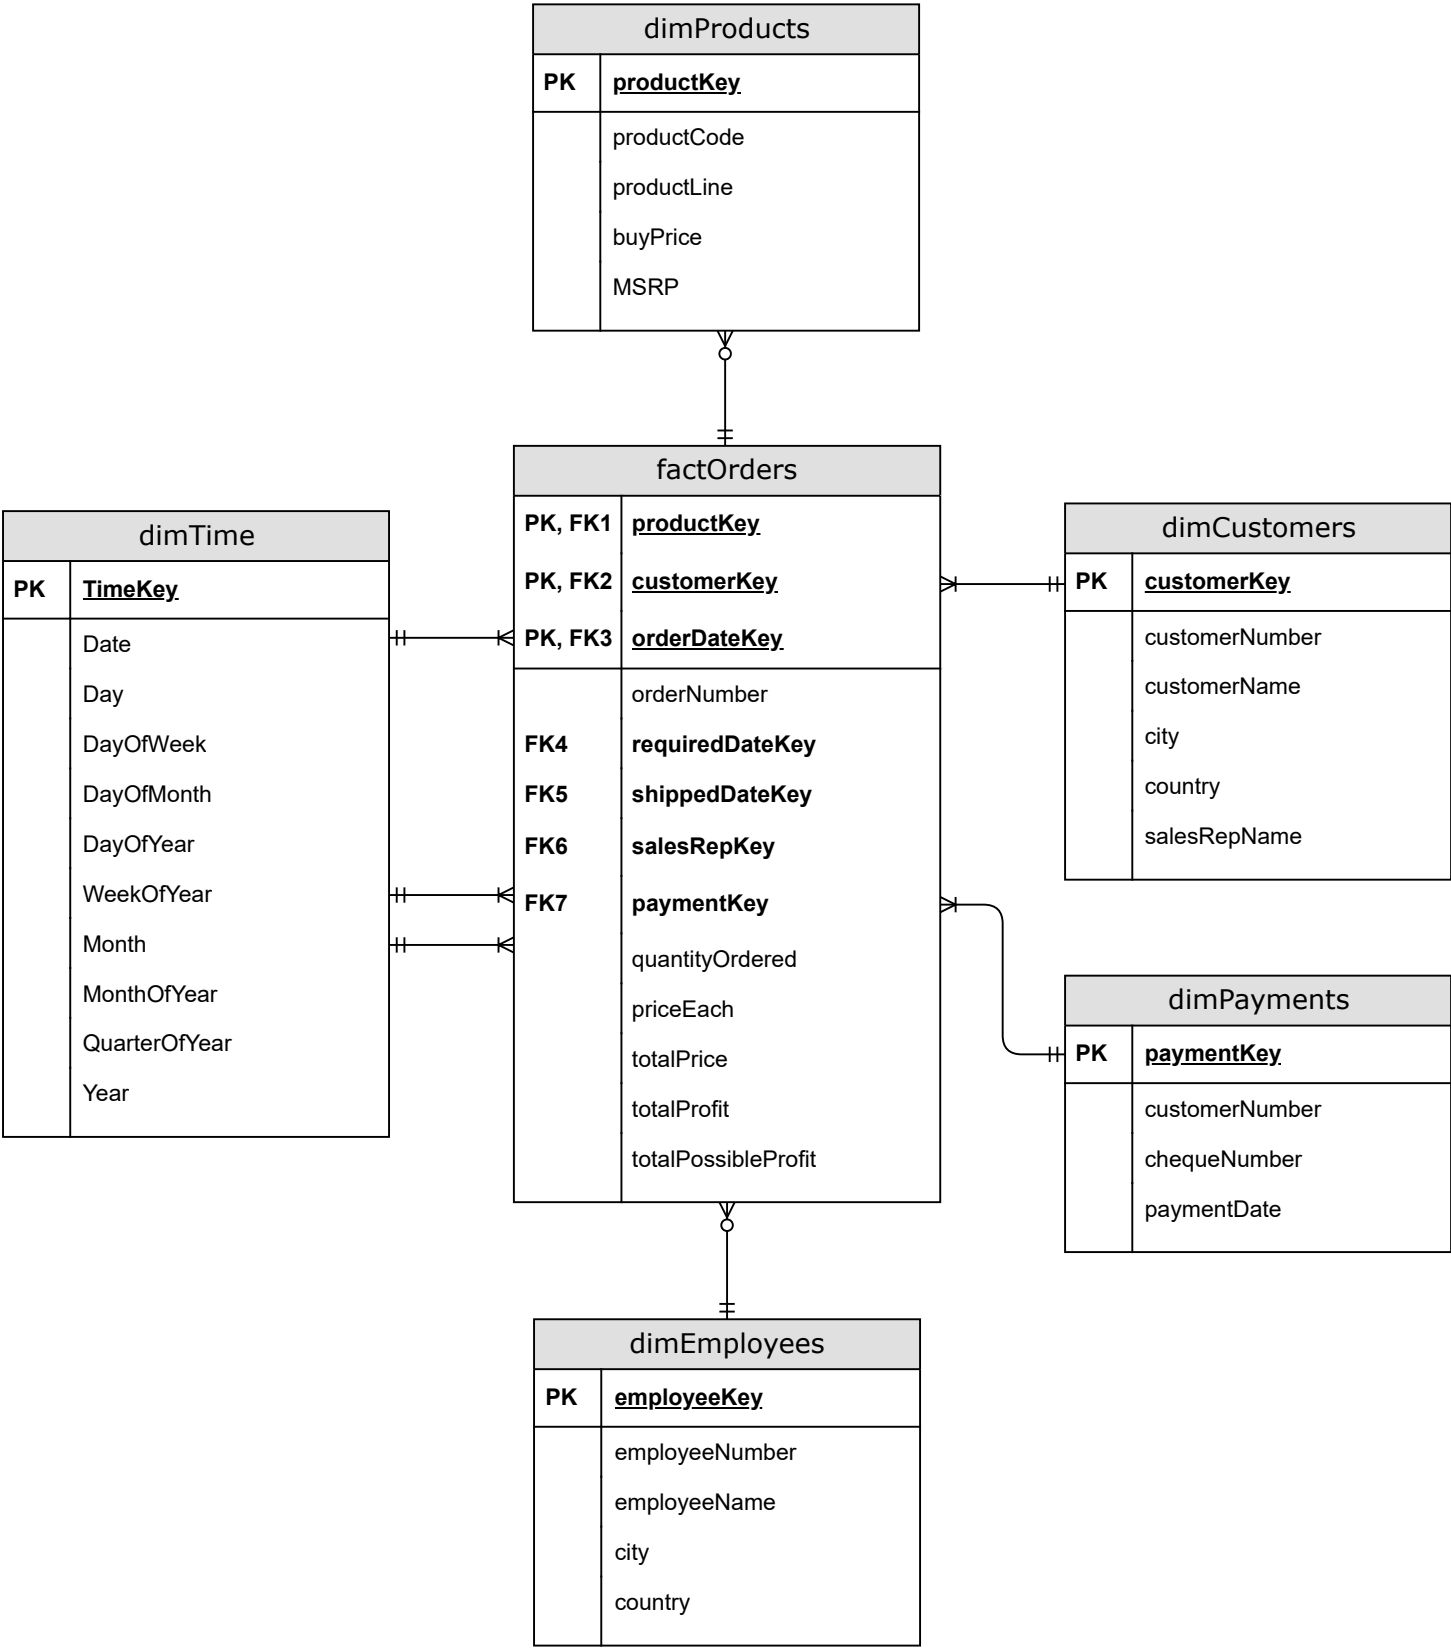 dimProducts
PK productKey
productCode
productLine
buyPrice
MSRP
factOrders
PK, FK1 productKey
PK, FK2 customerKey
PK, FK3 orderDateKey
orderNumber
FK4 requiredDateKey
FK5 shippedDateKey
FK6 salesRepKey
FK7 paymentKey
quantityOrdered
priceEach
totalPrice
totalProfit
totalPossibleProfit
dimTime
PK TimeKey
Date
Day
DayOfWeek
DayOfMonth
DayOfYear
WeekOfYear
Month
MonthOfYear
QuarterOfYear
Year
dimCustomers
PK customerKey
customerNumber
customerName
city
country
salesRepName
dimPayments
PK paymentKey
customerNumber
chequeNumber
paymentDate
dimEmployees
PK employeeKey
employeeNumber
employeeName
city
country